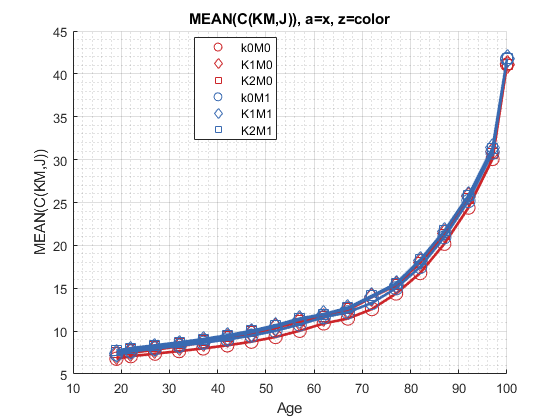 MEAN(C(KM,J)), a=x, z=color
k0M0
K1M0
K2M0
k0M1
K1M1
K2M1
MEAN(C(KM,J))
45
40
35
30
25
20
15
10
5
10 20 30 40 50 60 70 80 90 100
Age